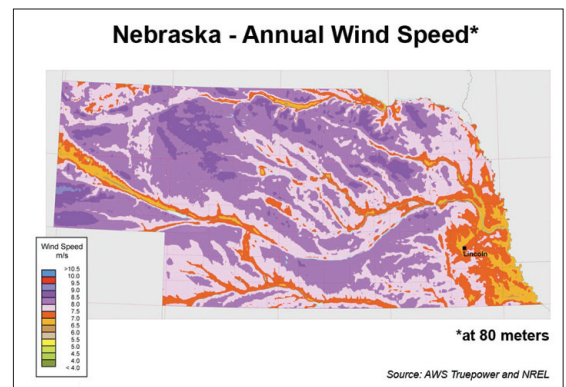 Nebraska - Annual Wind Speed*
Lincoln
Wind Speed
m/s
>10.5
10.0
9.5
9.0
8.5
8.0
7.5
7.0
6.5
6.0
5.5
5.0
4.5
4.0
< 4.0
*at 80 meters
Source: AWS Truepower and NREL